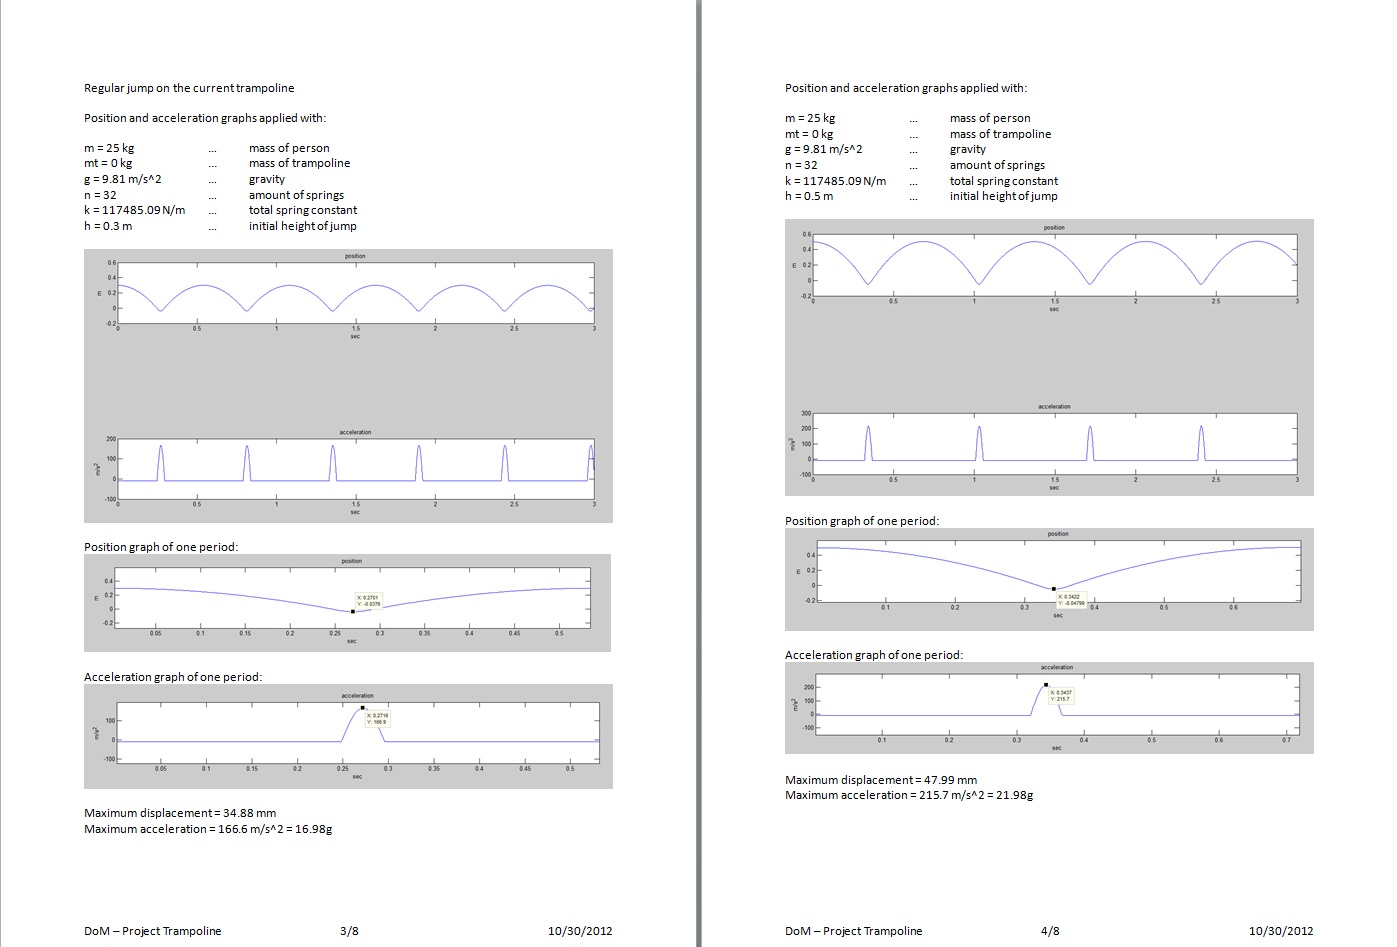 Regular jump on the current trampoline
Position and acceleration graphs applied with:
m = 25 kg ... mass of person
mt = 0 kg ... mass of trampoline
g = 9.81 m/s^2 ... gravity
n = 32 ... amount of springs
k = 117485.09 N/m ... total spring constant
h = 0.3 m ... initial height of jump
position
0.6
0.4
0.2
0
-0.2
m
0 0.5 1 1.5 2 2.5 3
sec
acceleration
200
100
0
-100
m/s²
0 0.5 1 1.5 2 2.5 3
sec
Position graph of one period:
position
0.4
0.2
0
-0.2
m
X: 0.2701
Y: -0.0376
0.05 0.1 0.15 0.2 0.25 0.3 0.35 0.4 0.45 0.5
sec
Acceleration graph of one period:
acceleration
100
0
-100
m/s²
X: 0.2716
Y: 166.9
0.05 0.1 0.15 0.2 0.25 0.3 0.35 0.4 0.45 0.5
sec
Maximum displacement = 34.88 mm
Maximum acceleration = 166.6 m/s^2 = 16.98g
DoM – Project Trampoline 3/8 10/30/2012
Position and acceleration graphs applied with:
m = 25 kg ... mass of person
mt = 0 kg ... mass of trampoline
g = 9.81 m/s^2 ... gravity
n = 32 ... amount of springs
k = 117485.09 N/m ... total spring constant
h = 0.5 m ... initial height of jump
position
0.6
0.4
0.2
0
-0.2
m
0.5 1 1.5 2 2.5 3
sec
acceleration
300
200
100
0
-100
m/s²
0 0.5 1 1.5 2 2.5 3
sec
Position graph of one period:
position
0.4
0.2
0
-0.2
m
X: 0.3422
Y: -0.04799
0.1 0.2 0.3 0.4 0.5 0.6
sec
Acceleration graph of one period:
acceleration
200
100
0
-100
m/s²
X: 0.3437
Y: 215.7
0.1 0.2 0.3 0.4 0.5 0.6 0.7
sec
Maximum displacement = 47.99 mm
Maximum acceleration = 215.7 m/s^2 = 21.98g
DoM – Project Trampoline 4/8 10/30/2012